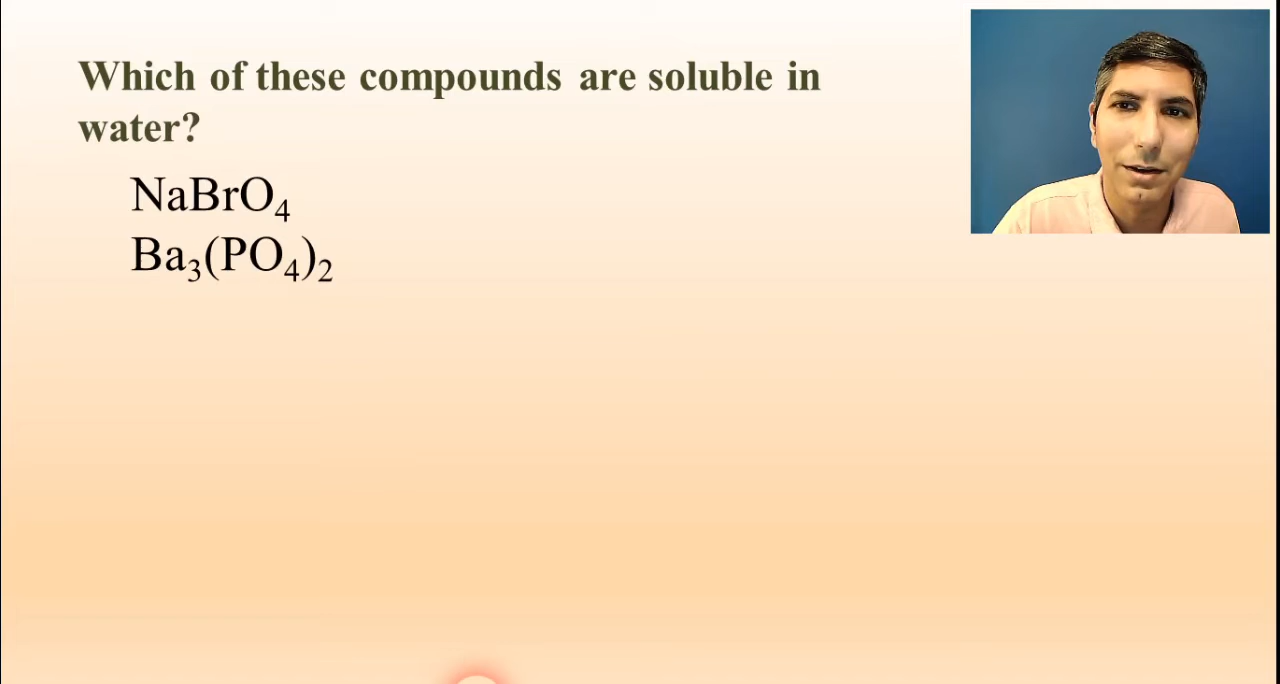 Which of these compounds are soluble in
water?
NaBrO₄
Ba₃(PO₄)₂